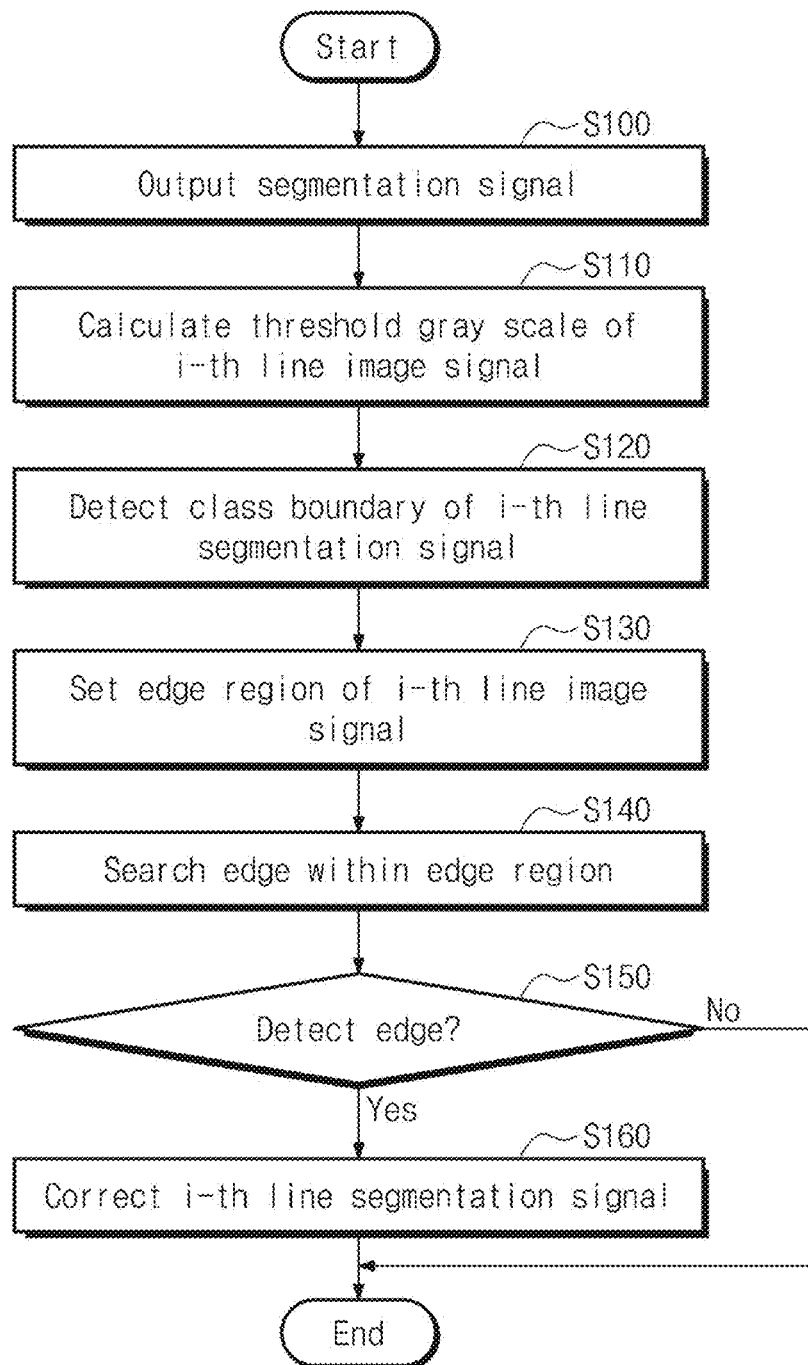 Start
S100
Output segmentation signal
S110
Calculate threshold gray scale of
i-th line image signal
S120
Detect class boundary of i-th line
segmentation signal
S130
Set edge region of i-th line image
signal
S140
Search edge within edge region
S150
Detect edge?
No
Yes
S160
Correct i-th line segmentation signal
End